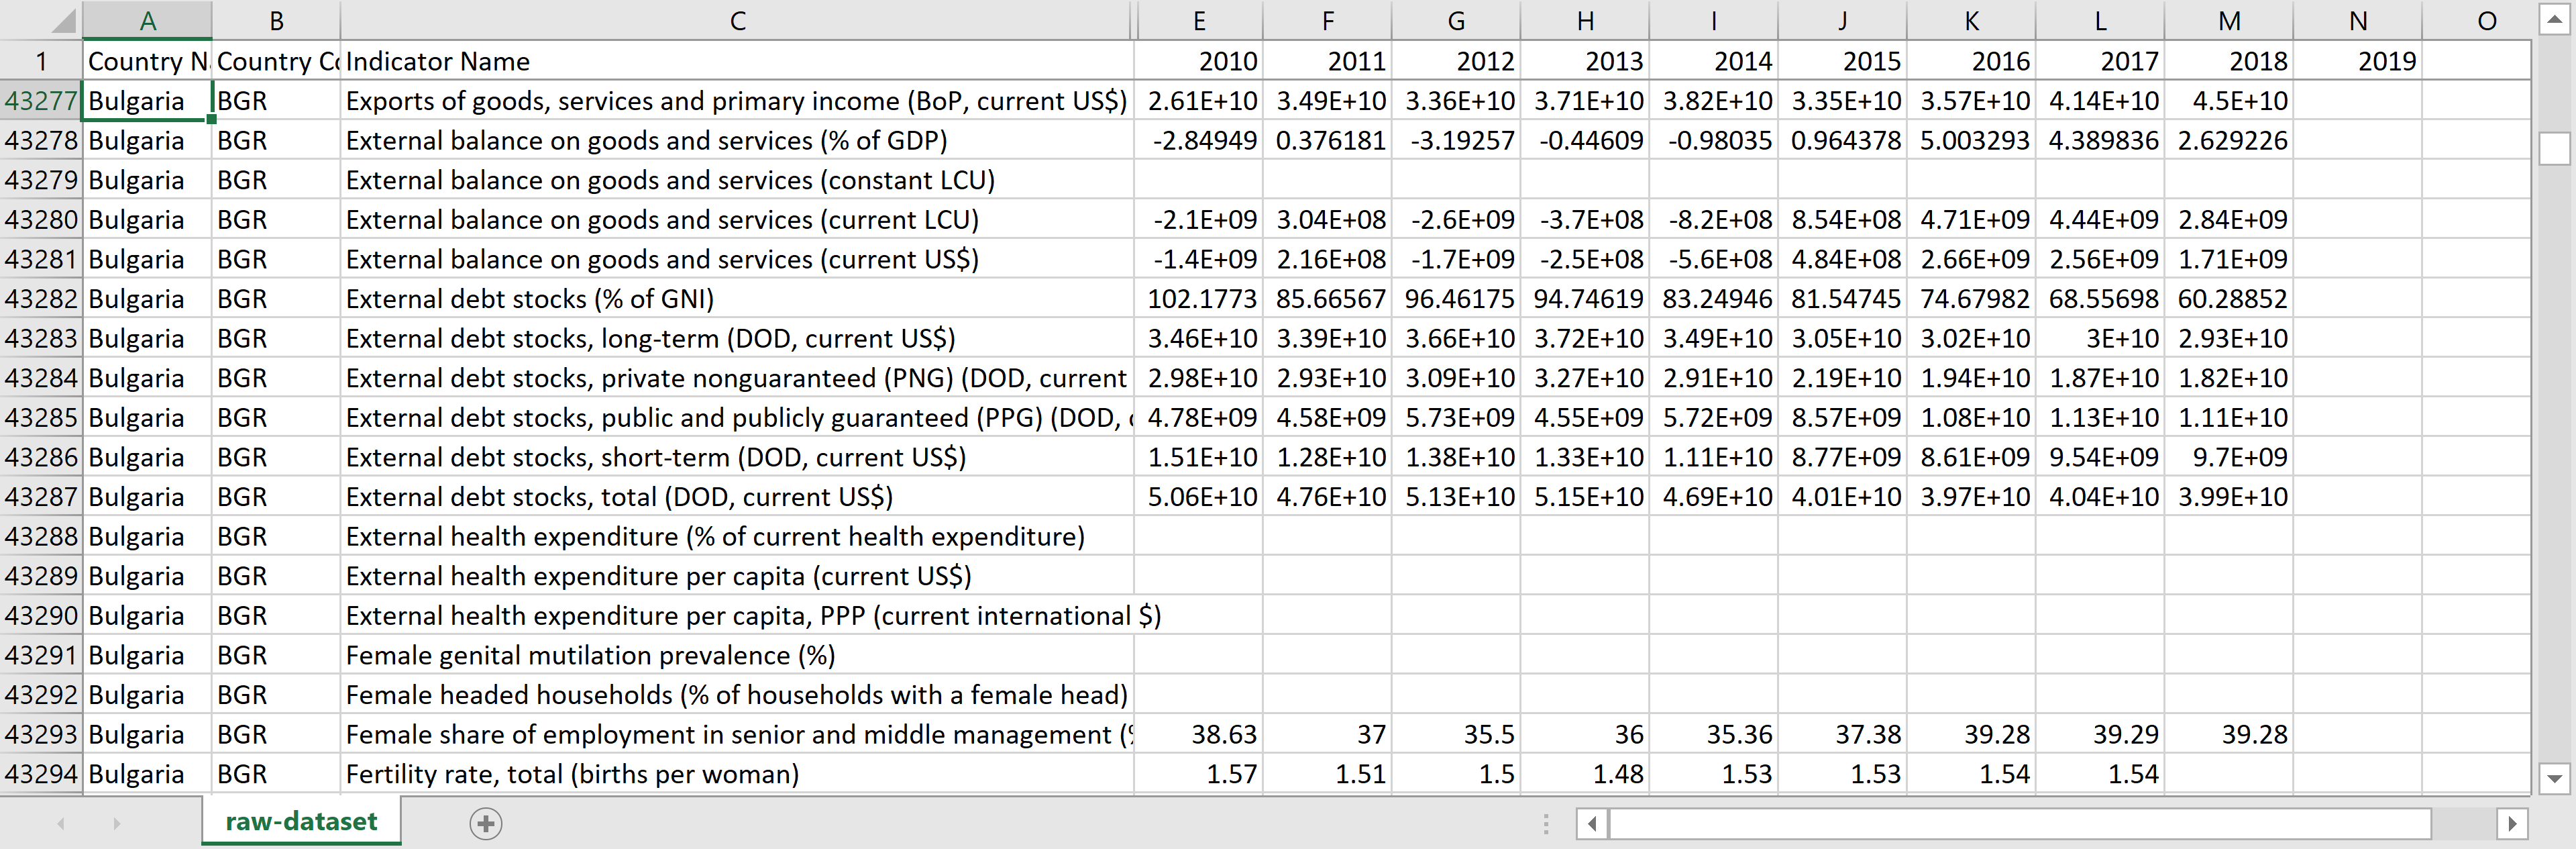 A B C E F G H I J K L M N O
1 Country N Country Co Indicator Name 2010 2011 2012 2013 2014 2015 2016 2017 2018 2019
43277 Bulgaria BGR Exports of goods, services and primary income (BoP, current US$) 2.61E+10 3.49E+10 3.36E+10 3.71E+10 3.82E+10 3.35E+10 3.57E+10 4.14E+10 4.5E+10
43278 Bulgaria BGR External balance on goods and services (% of GDP) -2.84949 0.376181 -3.19257 -0.44609 -0.98035 0.964378 5.003293 4.389836 2.629226
43279 Bulgaria BGR External balance on goods and services (constant LCU)
43280 Bulgaria BGR External balance on goods and services (current LCU) -2.1E+09 3.04E+08 -2.6E+09 -3.7E+08 -8.2E+08 8.54E+08 4.71E+09 4.44E+09 2.84E+09
43281 Bulgaria BGR External balance on goods and services (current US$) -1.4E+09 2.16E+08 -1.7E+09 -2.5E+08 -5.6E+08 4.84E+08 2.66E+09 2.56E+09 1.71E+09
43282 Bulgaria BGR External debt stocks (% of GNI) 102.1773 85.66567 96.46175 94.74619 83.24946 81.54745 74.67982 68.55698 60.28852
43283 Bulgaria BGR External debt stocks, long-term (DOD, current US$) 3.46E+10 3.39E+10 3.66E+10 3.72E+10 3.49E+10 3.05E+10 3.02E+10 3E+10 2.93E+10
43284 Bulgaria BGR External debt stocks, private nonguaranteed (PNG) (DOD, current 2.98E+10 2.93E+10 3.09E+10 3.27E+10 2.91E+10 2.19E+10 1.94E+10 1.87E+10 1.82E+10
43285 Bulgaria BGR External debt stocks, public and publicly guaranteed (PPG) (DOD, 4.78E+09 4.58E+09 5.73E+09 4.55E+09 5.72E+09 8.57E+09 1.08E+10 1.13E+10 1.11E+10
43286 Bulgaria BGR External debt stocks, short-term (DOD, current US$) 1.51E+10 1.28E+10 1.38E+10 1.33E+10 1.11E+10 8.77E+09 8.61E+09 9.54E+09 9.7E+09
43287 Bulgaria BGR External debt stocks, total (DOD, current US$) 5.06E+10 4.76E+10 5.13E+10 5.15E+10 4.69E+10 4.01E+10 3.97E+10 4.04E+10 3.99E+10
43288 Bulgaria BGR External health expenditure (% of current health expenditure)
43289 Bulgaria BGR External health expenditure per capita (current US$)
43290 Bulgaria BGR External health expenditure per capita, PPP (current international $)
43291 Bulgaria BGR Female genital mutilation prevalence (%)
43292 Bulgaria BGR Female headed households (% of households with a female head)
43293 Bulgaria BGR Female share of employment in senior and middle management (% 38.63 37 35.5 36 35.36 37.38 39.28 39.29 39.28
43294 Bulgaria BGR Fertility rate, total (births per woman) 1.57 1.51 1.5 1.48 1.53 1.53 1.54 1.54
raw-dataset